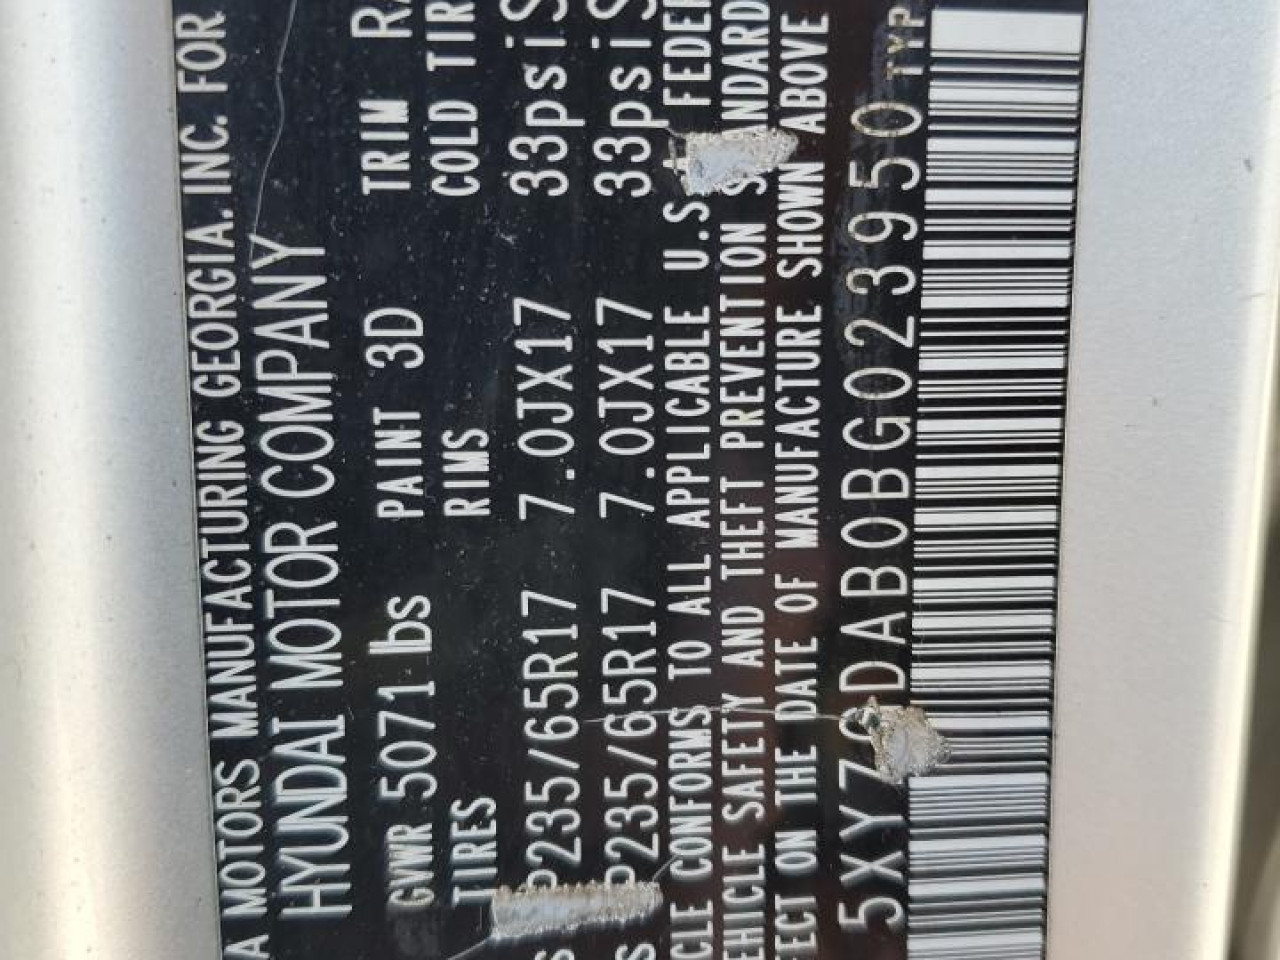 A MOTORS MANUFACTURING GEORGIA. INC. FOR
HYUNDAI MOTOR COMPANY
GVWR 5071 lbs PAINT 3D TRIM
TIRES RIMS COLD TIR
P235/65R17 7.0JX17 33psi
P235/65R17 7.0JX17 33psi
CLE CONFORMS TO ALL APPLICABLE U.S. FEDER
EHICLE SAFETY AND THEFT PREVENTION S NDARD
FECT ON THE DATE OF MANUFACTURE SHOWN ABOVE
5XYZ DAB0BG023950 TYP